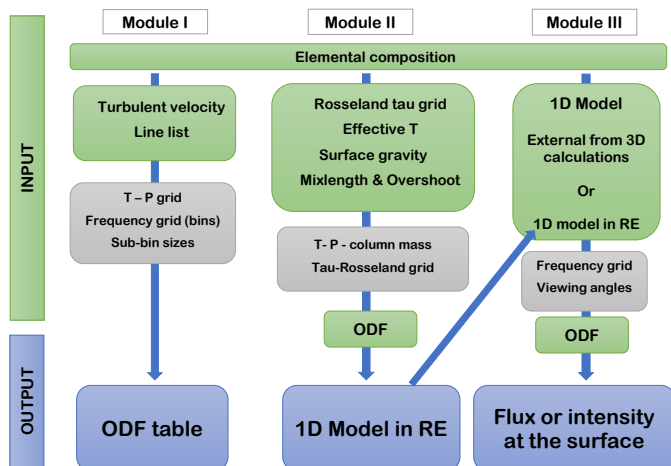 Module I
Module II
Module III
Elemental composition
INPUT
Turbulent velocity
Line list
T – P grid
Frequency grid (bins)
Sub-bin sizes
Rosseland tau grid
Effective T
Surface gravity
Mixlength & Overshoot
T- P - column mass
Tau-Rosseland grid
ODF
1D Model
External from 3D
calculations
Or
1D model in RE
Frequency grid
Viewing angles
ODF
OUTPUT
ODF table
1D Model in RE
Flux or intensity
at the surface